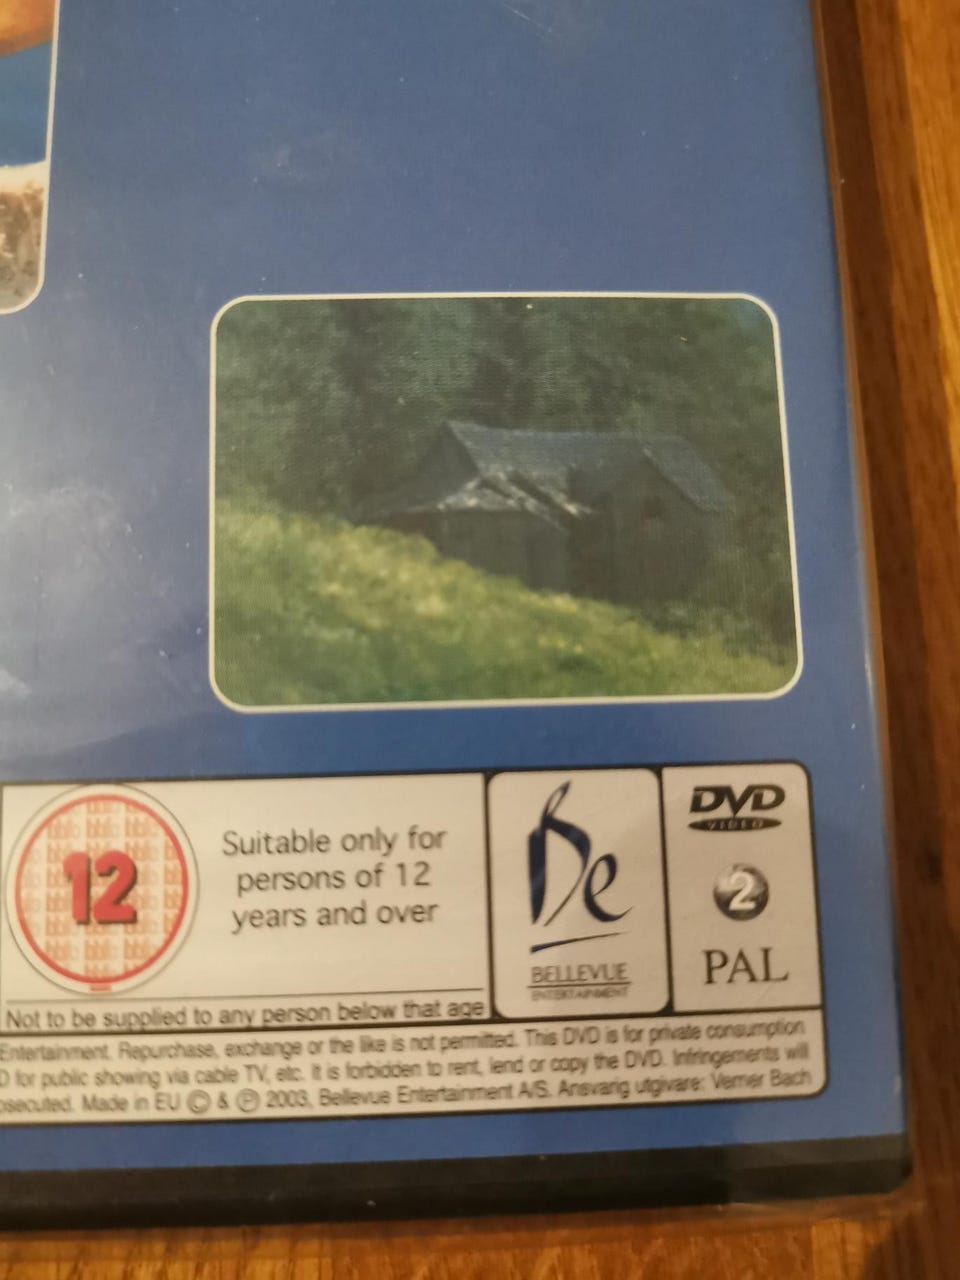 12
Suitable only for
persons of 12
years and over
Not to be supplied to any person below that age
Be
BELLEVUE
ENTERTAINMENT
DVD
VIDEO
2
PAL
Entertainment. Repurchase, exchange or the like is not permitted. This DVD is for private consumption
D for public showing via cable TV, etc. It is forbidden to rent, lend or copy the DVD. Infringements will
osecuted. Made in EU © & ℗ 2003, Bellevue Entertainment A/S. Ansvarig utgivare: Verner Bach